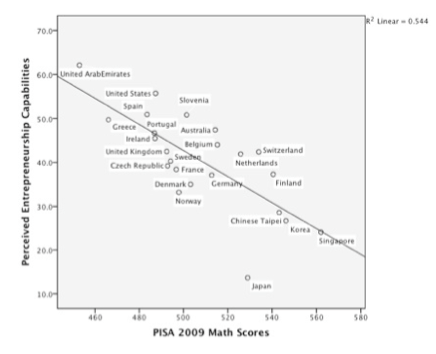 R² Linear = 0.544
70.0
United ArabEmirates
60.0
United States
Slovenia
Spain
50.0
Greece
Portugal
Australia
Ireland
Belgium
United Kingdom
Sweden
Switzerland
40.0
Czech Republic
France
Netherlands
Denmark
Germany
Finland
Norway
30.0
Chinese Taipei
Korea
Singapore
20.0
Japan
10.0
460 480 500 520 540 560 580
PISA 2009 Math Scores
Perceived Entrepreneurship Capabilities